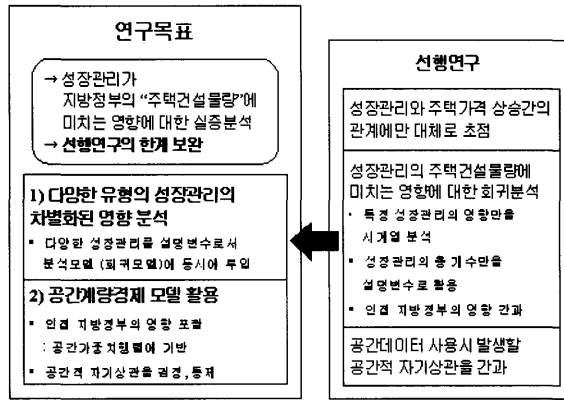 연구목표
→ 성장관리가
지방정부의 “주택건설물량”에
미치는 영향에 대한 실증분석
→ 선행연구의 한계 보완
1) 다양한 유형의 성장관리의
차별화된 영향 분석
▪ 다양한 성장관리를 설명변수로서
분석모델 (회귀모델)에 동시에 투입
2) 공간계량경제 모델 활용
▪ 인접 지방정부의 영향 포괄
: 공간가중치행렬에 기반
▪ 공간적 자기상관을 검정, 통제
선행연구
성장관리와 주택가격 상승간의
관계에만 대체로 초점
성장관리의 주택건설물량에
미치는 영향에 대한 회귀분석
▪ 특정 성장관리의 영향만을
시계열 분석
▪ 성장관리의 총 개수만을
설명변수로 활용
▪ 인접 지방정부의 영향 간과
공간데이터 사용시 발생할
공간적 자기상관을 간과